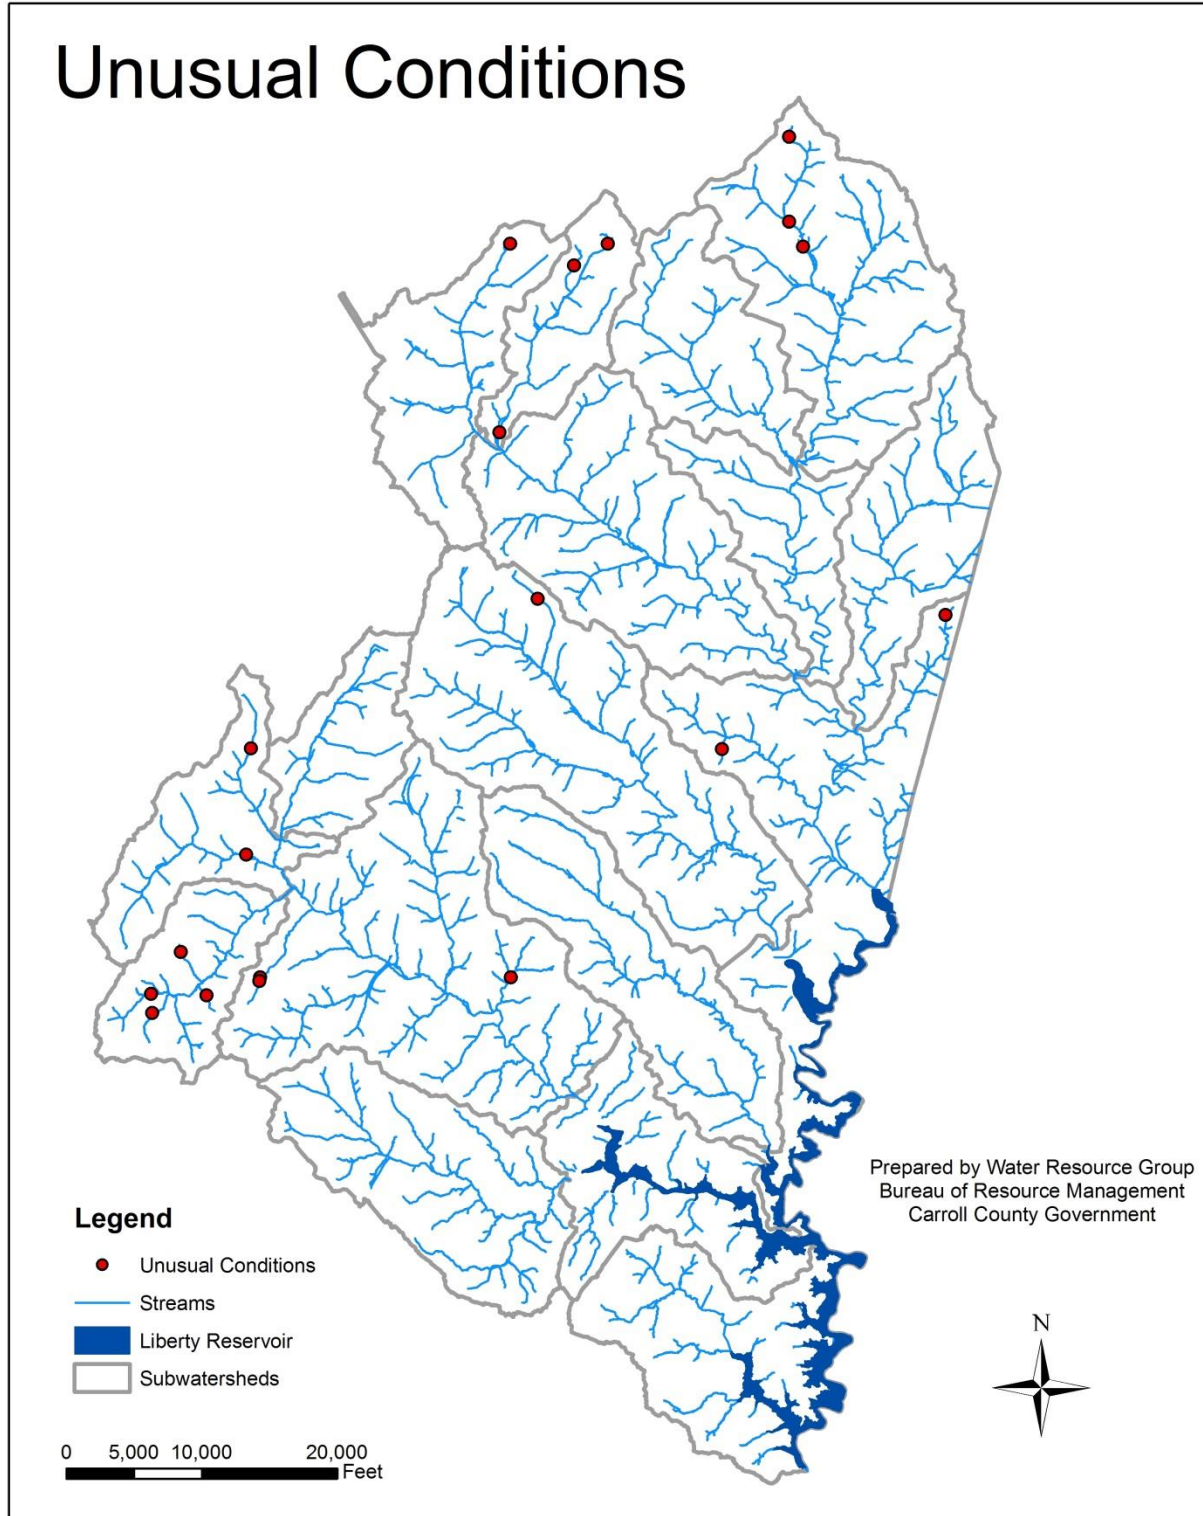 Unusual Conditions
Prepared by Water Resource Group
Bureau of Resource Management
Carroll County Government
Legend
Unusual Conditions
Streams
Liberty Reservoir
Subwatersheds
N
0 5,000 10,000 20,000
Feet